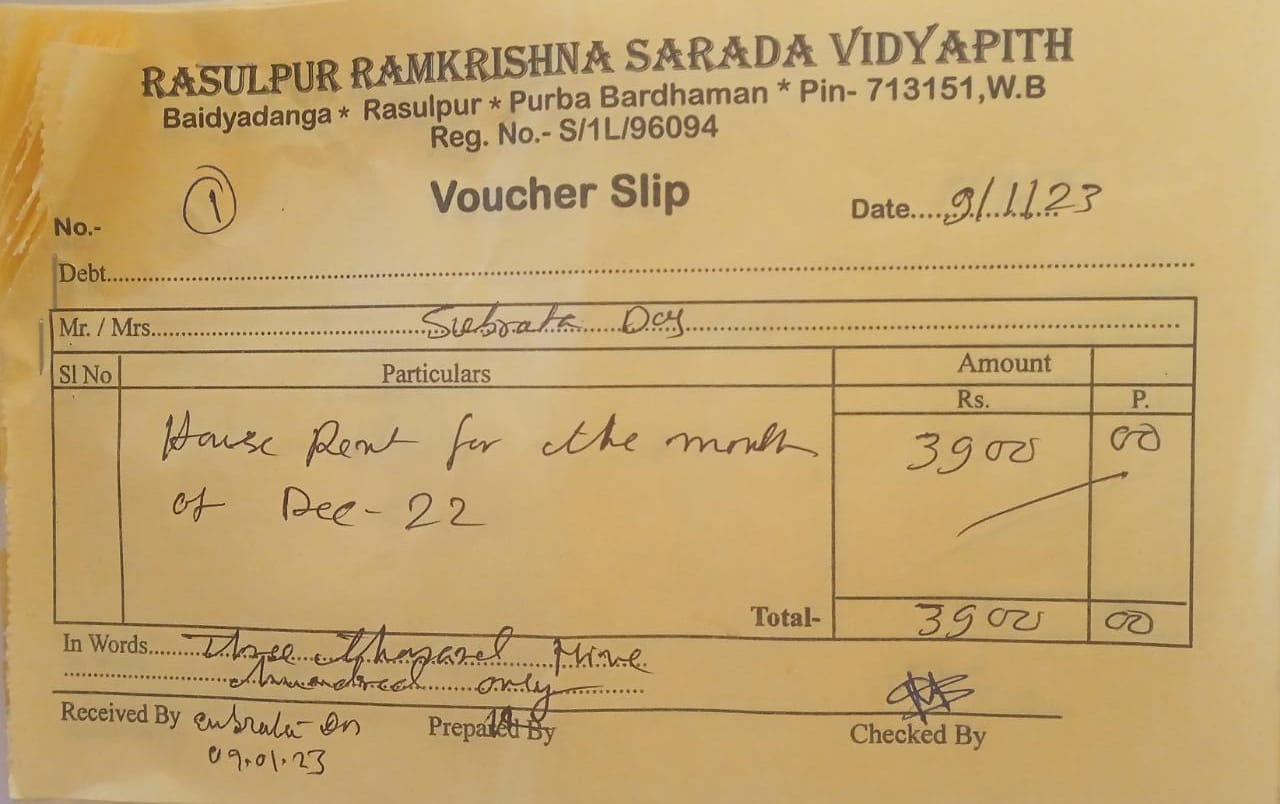 RASULPUR RAMKRISHNA SARADA VIDYAPITH
Baidyadanga * Rasulpur * Purba Bardhaman * Pin- 713151,W.B
Reg. No.- S/1L/96094
No.- 1 Voucher Slip Date....9/1/23
Debt
Mr. / Mrs. Subrata Dey
Sl No Particulars Amount
Rs. P.
House Rent for the month 3900 00
of Dec-22
Total- 3900 00
In Words Three thousand Nine
hundred only
Received By Prepared By Checked By
09.01.23